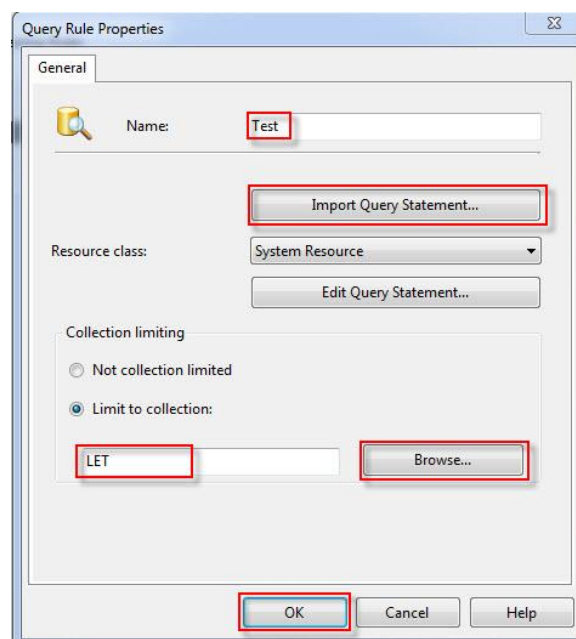 Query Rule Properties
General
Name: Test
Import Query Statement...
Resource class: System Resource
Edit Query Statement...
Collection limiting
Not collection limited
Limit to collection:
LET Browse...
OK Cancel Help